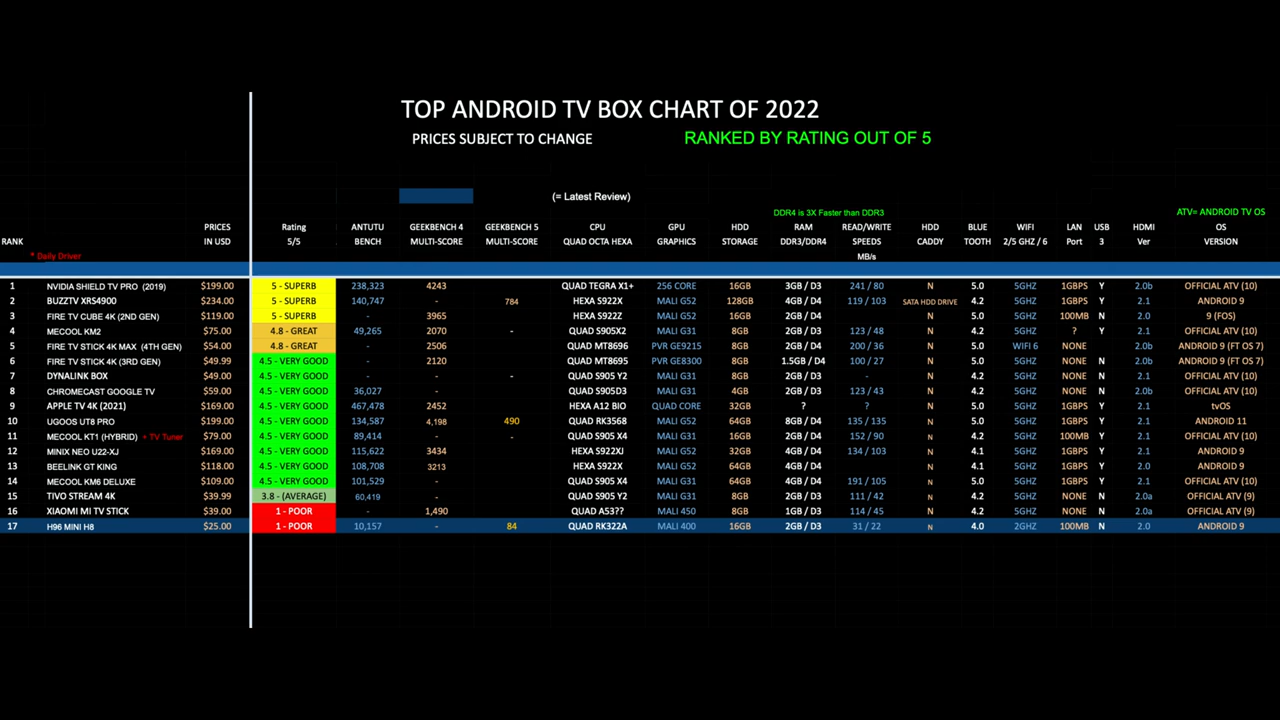 TOP ANDROID TV BOX CHART OF 2022
PRICES SUBJECT TO CHANGE RANKED BY RATING OUT OF 5
(= Latest Review)
DDR4 is 3X Faster than DDR3 ATV= ANDROID TV OS
PRICES Rating ANTUTU GEEKBENCH 4 GEEKBENCH 5 CPU GPU HDD RAM READ/WRITE HDD BLUE WIFI LAN USB HDMI OS
RANK IN USD 5/5 BENCH MULTI-SCORE MULTI-SCORE QUAD OCTA HEXA GRAPHICS STORAGE DDR3/DDR4 SPEEDS CADDY TOOTH 2/5 GHZ / 6 Port 3 Ver VERSION
* Daily Driver MB/s
1 NVIDIA SHIELD TV PRO (2019) $199.00 5 - SUPERB 238,323 4243 QUAD TEGRA X1+ 256 CORE 16GB 3GB / D3 241 / 80 N 5.0 5GHZ 1GBPS Y 2.0b OFFICIAL ATV (10)
2 BUZZTV XRS4900 $234.00 5 - SUPERB 140,747 - 784 HEXA S922X MALI G52 128GB 4GB / D4 119 / 103 SATA HDD DRIVE 4.2 5GHZ 1GBPS Y 2.1 ANDROID 9
3 FIRE TV CUBE 4K (2ND GEN) $119.00 5 - SUPERB - 3965 HEXA S922Z MALI G52 16GB 2GB / D4 N 5.0 5GHZ 100MB N 2.0 9 (FOS)
4 MECOOL KM2 $75.00 4.8 - GREAT 49,265 2070 - QUAD S905X2 MALI G31 8GB 2GB / D4 123 / 48 N 4.2 5GHZ ? Y 2.1 OFFICIAL ATV (10)
5 FIRE TV STICK 4K MAX (4TH GEN) $54.00 4.8 - GREAT - 2506 QUAD MT8696 PVR GE9215 8GB 2GB / D4 200 / 36 N 5.0 WIFI 6 NONE 2.0b ANDROID 9 (FT OS 7)
6 FIRE TV STICK 4K (3RD GEN) $49.99 4.5 - VERY GOOD - 2120 QUAD MT8695 PVR GE8300 8GB 1.5GB / D4 100 / 27 N 5.0 5GHZ NONE N 2.0b ANDROID 9 (FT OS 7)
7 DYNALINK BOX $49.00 4.5 - VERY GOOD - - - QUAD S905 Y2 MALI G31 8GB 2GB / D3 - N 4.2 5GHZ NONE N 2.1 OFFICIAL ATV (10)
8 CHROMECAST GOOGLE TV $59.00 4.5 - VERY GOOD 36,027 QUAD S905D3 MALI G31 4GB 2GB / D3 123 / 43 N 4.2 5GHZ NONE N 2.0b OFFICIAL ATV (10)
9 APPLE TV 4K (2021) $169.00 4.5 - VERY GOOD 467,478 2452 HEXA A12 BIO QUAD CORE 32GB ? ? N 5.0 5GHZ 1GBPS Y 2.1 tvOS
10 UGOOS UT8 PRO $199.00 4.5 - VERY GOOD 134,587 4,198 490 QUAD RK3568 MALI G52 64GB 8GB / D4 135 / 135 N 5.0 5GHZ 1GBPS Y 2.1 ANDROID 11
11 MECOOL KT1 (HYBRID) + TV Tuner $79.00 4.5 - VERY GOOD 89,414 - - QUAD S905 X4 MALI G31 16GB 2GB / D4 152 / 90 N 4.2 5GHZ 100MB Y 2.1 OFFICIAL ATV (10)
12 MINIX NEO U22-XJ $169.00 4.5 - VERY GOOD 115,622 3434 HEXA S922XJ MALI G52 32GB 4GB / D4 134 / 103 N 4.1 5GHZ 1GBPS Y 2.1 ANDROID 9
13 BEELINK GT KING $118.00 4.5 - VERY GOOD 108,708 3213 HEXA S922X MALI G52 64GB 4GB / D4 N 4.1 5GHZ 1GBPS Y 2.0 ANDROID 9
14 MECOOL KM6 DELUXE $109.00 4.5 - VERY GOOD 101,529 QUAD S905 X4 MALI G31 64GB 4GB / D4 191 / 105 N 5.0 5GHZ 1GBPS Y 2.1 OFFICIAL ATV (10)
15 TIVO STREAM 4K $39.99 3.8 - (AVERAGE) 60,419 - QUAD S905 Y2 MALI G31 8GB 2GB / D3 111 / 42 N 4.2 5GHZ NONE N 2.0a OFFICIAL ATV (9)
16 XIAOMI MI TV STICK $39.00 1 - POOR - 1,490 QUAD A53?? MALI 450 8GB 1GB / D3 114 / 45 N 4.2 5GHZ NONE N 2.0a OFFICIAL ATV (9)
17 H96 MINI H8 $25.00 1 - POOR 10,157 - 84 QUAD RK322A MALI 400 16GB 2GB / D3 31 / 22 N 4.0 2GHZ 100MB N 2.0 ANDROID 9